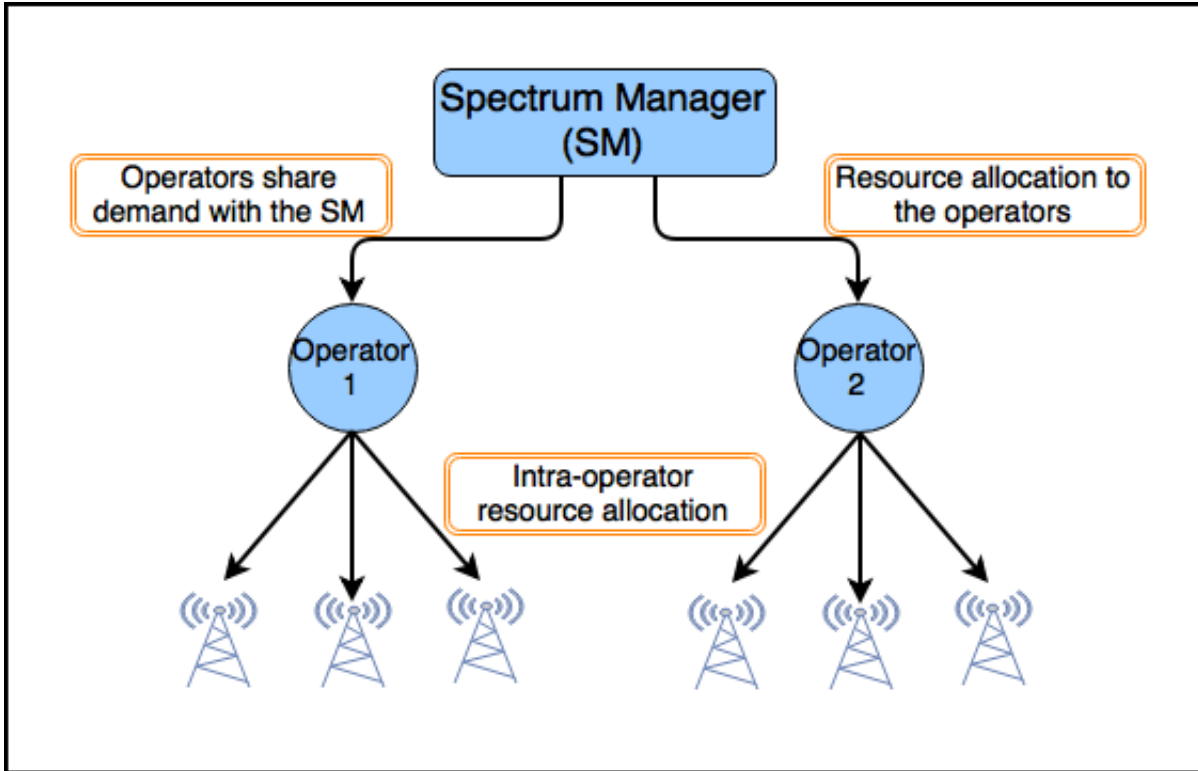 Spectrum Manager
(SM)
Operators share
demand with the SM
Resource allocation to
the operators
Operator
1
Operator
2
Intra-operator
resource allocation